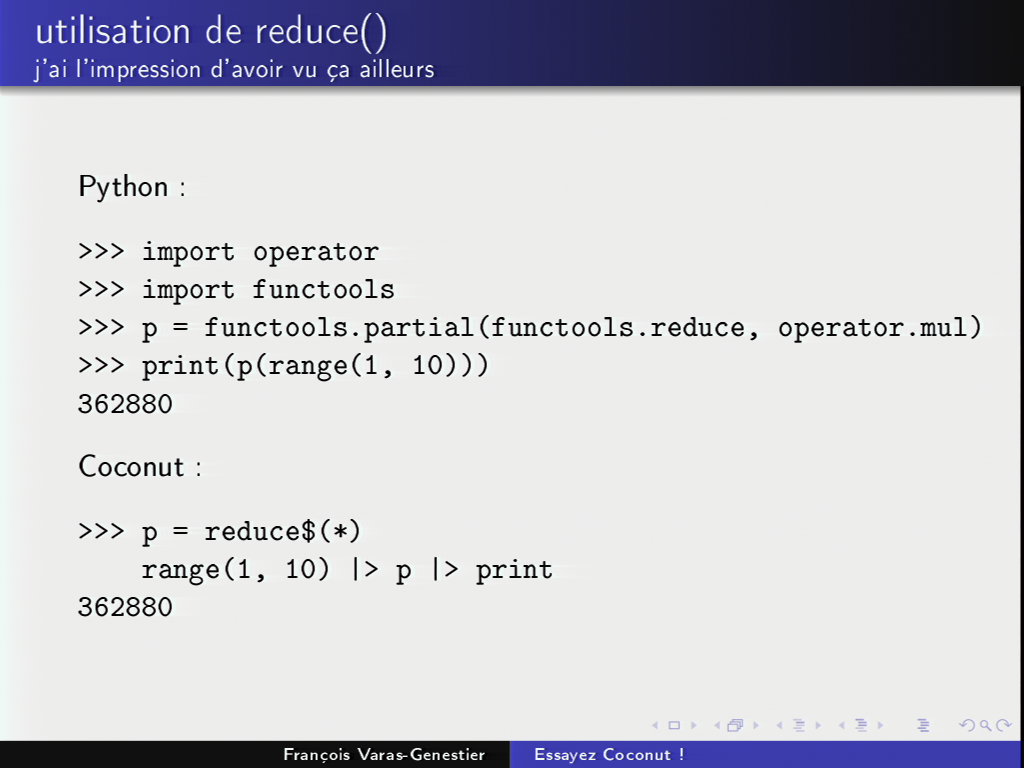 utilisation de reduce()
j'ai l'impression d'avoir vu ça ailleurs
Python :
>>> import operator
>>> import functools
>>> p = functools.partial(functools.reduce, operator.mul)
>>> print(p(range(1, 10)))
362880
Coconut :
>>> p = reduce$(*)
    range(1, 10) |> p |> print
362880
François Varas-Genestier
Essayez Coconut !